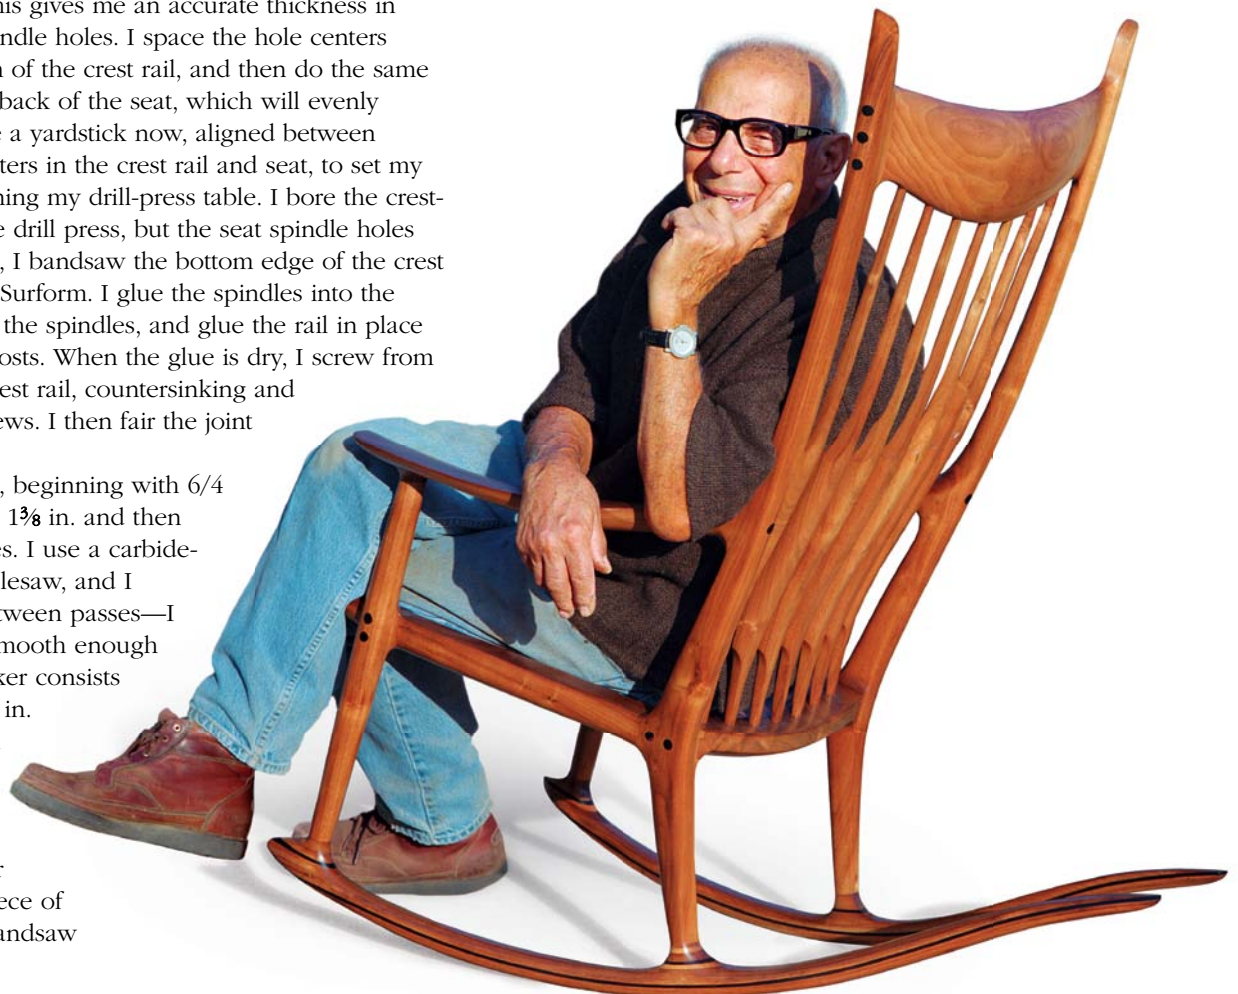 his gives me an accurate thickness in
ndle holes. I space the hole centers
of the crest rail, and then do the same
back of the seat, which will evenly
a yardstick now, aligned between
ters in the crest rail and seat, to set my
ning my drill-press table. I bore the crest-
e drill press, but the seat spindle holes
, I bandsaw the bottom edge of the crest
Surform. I glue the spindles into the
the spindles, and glue the rail in place
osts. When the glue is dry, I screw from
est rail, countersinking and
ews. I then fair the joint
, beginning with 6/4
1⅜ in. and then
es. I use a carbide-
lesaw, and I
tween passes—I
mooth enough
ker consists
in.
r
ece of
andsaw